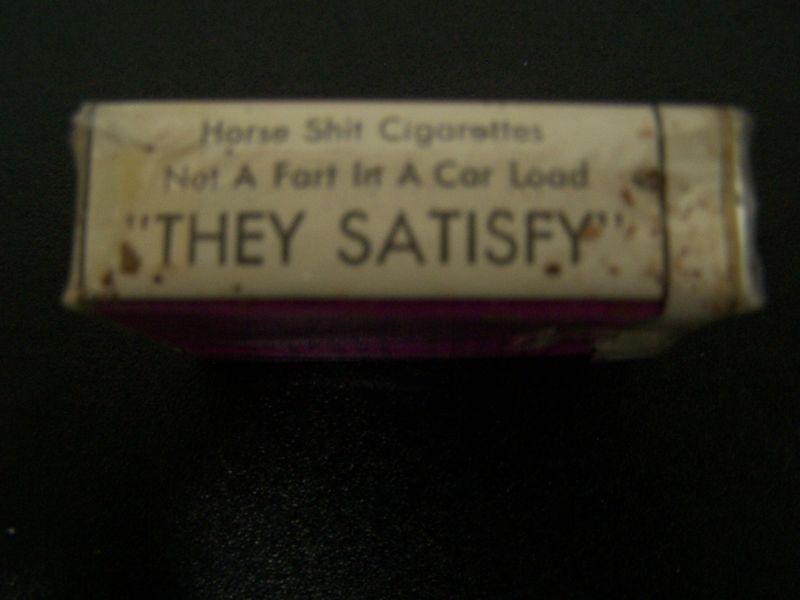 Horse Shit Cigarettes
Not A Fart In A Car Load
"THEY SATISFY"